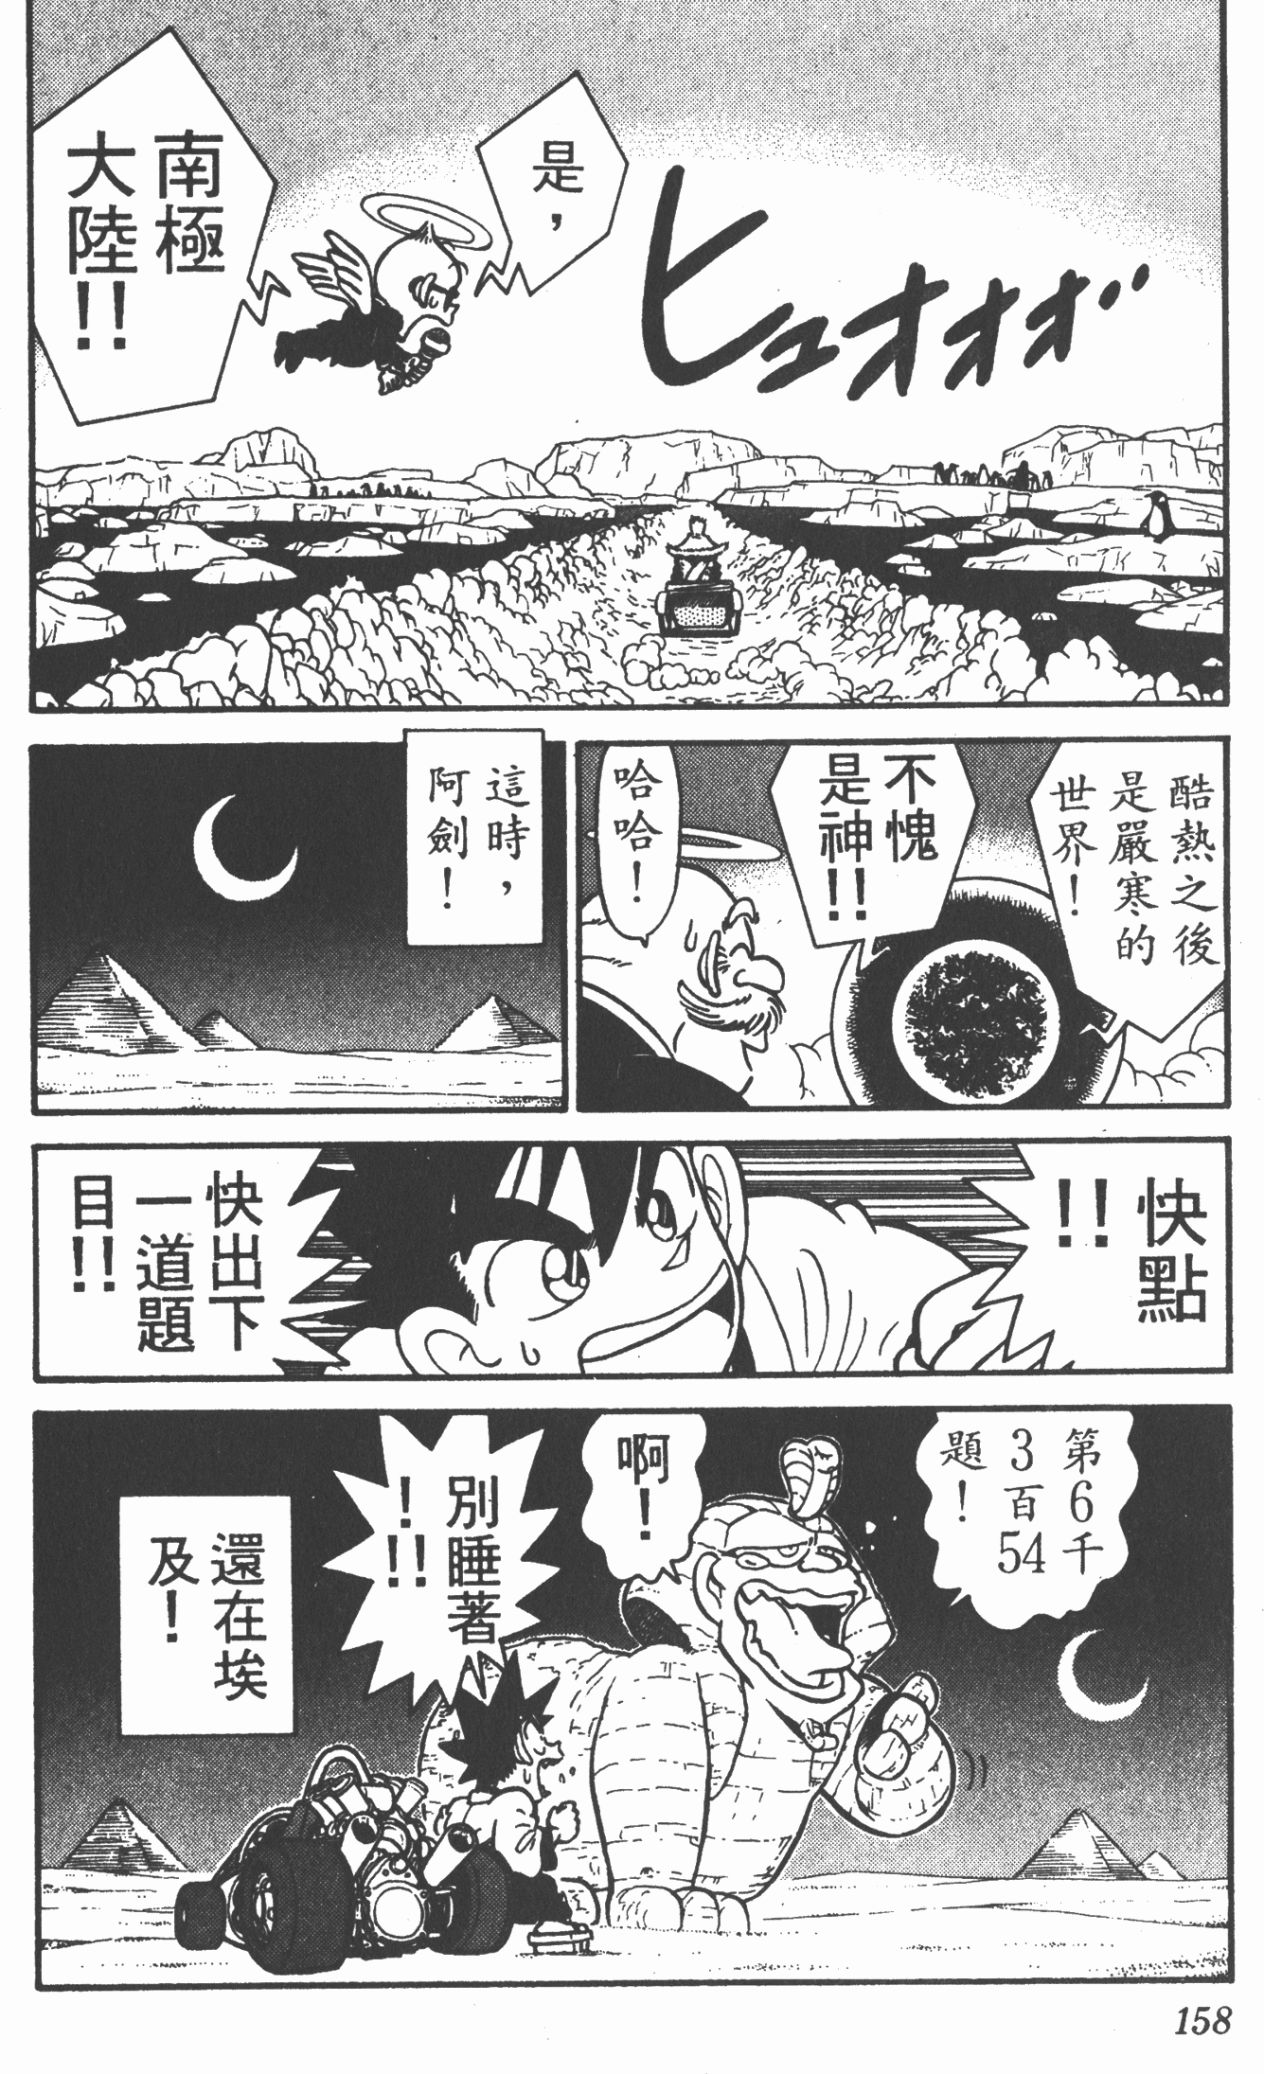 是，
ヒュオオオ
南極
大陸!!
酷熱之後
是嚴寒的
世界！
不愧
是神!!
哈哈！
這時，
阿劍！
快點
!!
快出下
一道題
目!!
第6千
3百54
題！
啊！
別睡著
！!!
還在埃
及！
158